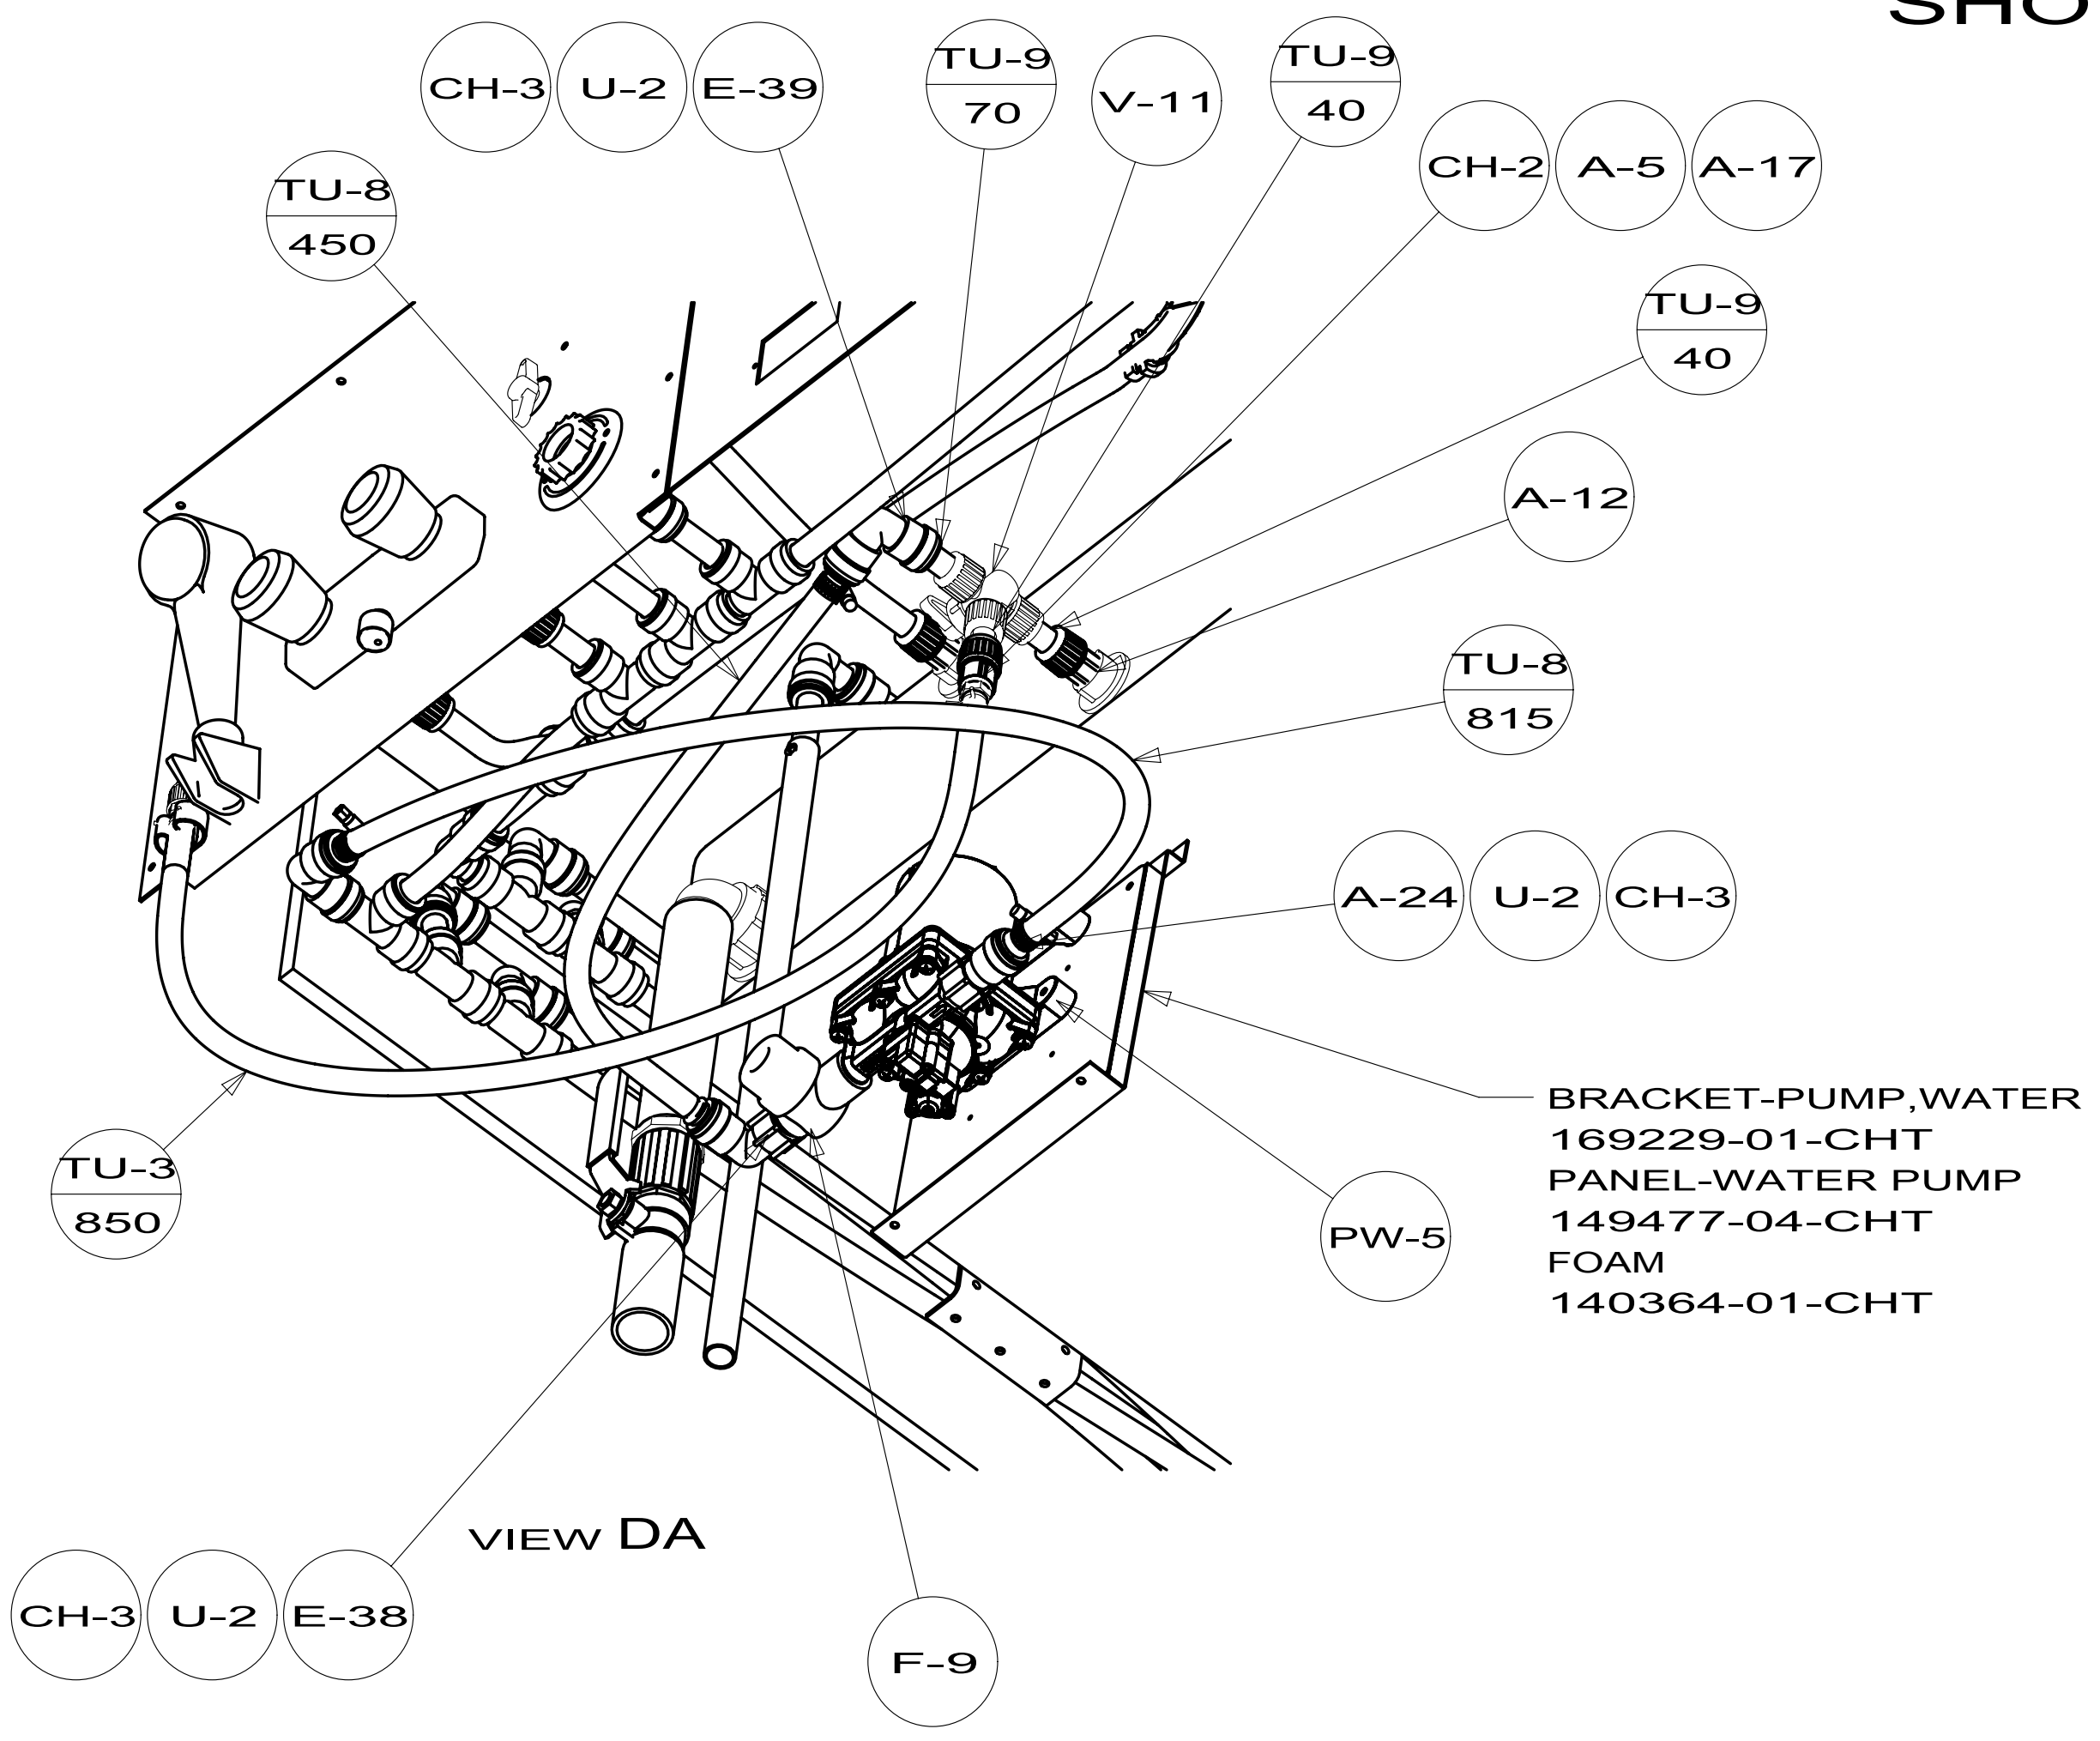 SHO
CH-3 U-2 E-39
TU-9
70
V-11
TU-9
40
CH-2 A-5 A-17
TU-8
450
TU-9
40
A-12
TU-8
815
A-24 U-2 CH-3
BRACKET-PUMP,WATER
169229-01-CHT
PANEL-WATER PUMP
149477-04-CHT
FOAM
140364-01-CHT
TU-3
850
PW-5
VIEW DA
CH-3 U-2 E-38
F-9